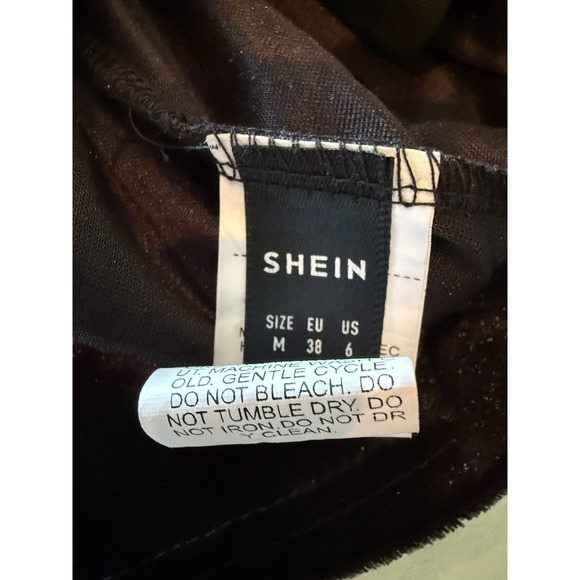 SHEIN
SIZE EU US
M 38 6
EC
OLD. GENTLE CYCLE.
DO NOT BLEACH. DO
NOT TUMBLE DRY. DO
NOT IRON.DO NOT DR
Y CLEAN.